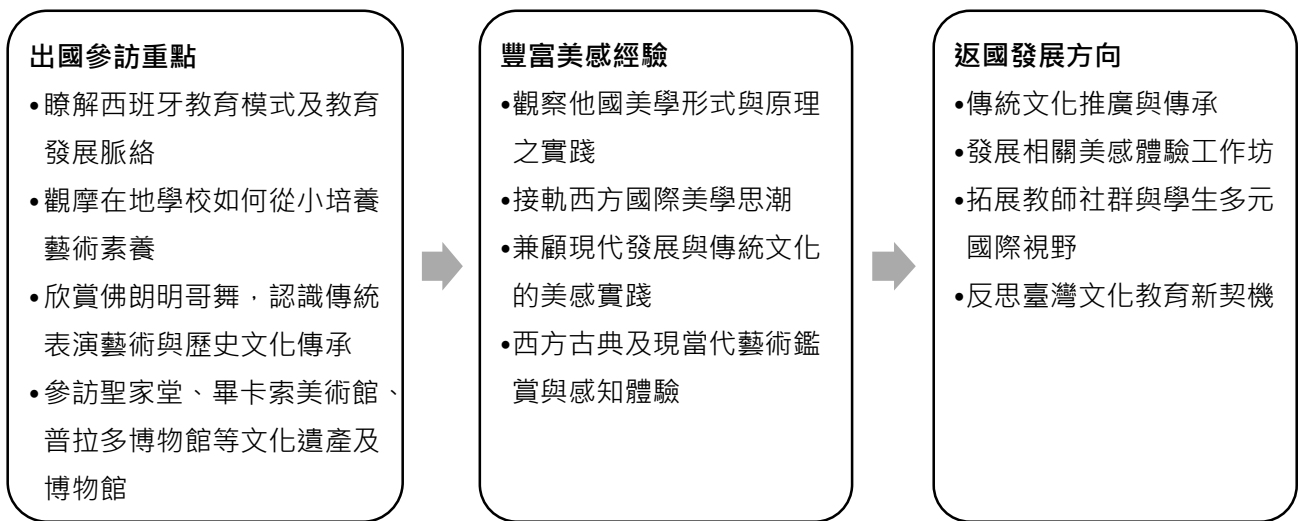 出國參訪重點
•瞭解西班牙教育模式及教育
發展脈絡
•觀摩在地學校如何從小培養
藝術素養
•欣賞佛朗明哥舞，認識傳統
表演藝術與歷史文化傳承
•參訪聖家堂、畢卡索美術館、
普拉多博物館等文化遺產及
博物館
豐富美感經驗
•觀察他國美學形式與原理
之實踐
•接軌西方國際美學思潮
•兼顧現代發展與傳統文化
的美感實踐
•西方古典及現當代藝術鑑
賞與感知體驗
返國發展方向
•傳統文化推廣與傳承
•發展相關美感體驗工作坊
•拓展教師社群與學生多元
國際視野
•反思臺灣文化教育新契機